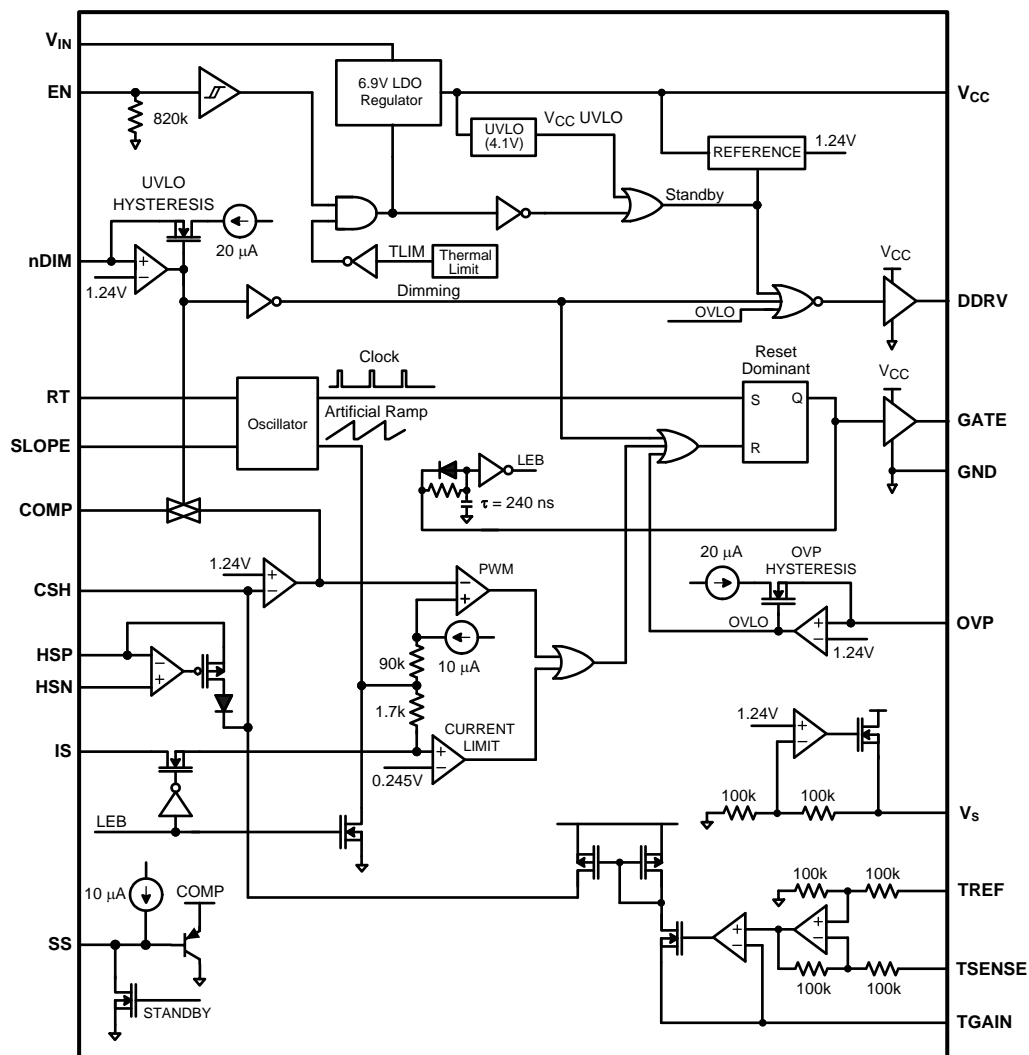 VIN
EN
820k
6.9V LDO
Regulator
VCC UVLO
UVLO
(4.1V)
REFERENCE
1.24V
VCC
UVLO
HYSTERESIS
20 µA
Standby
TLIM
Thermal
Limit
nDIM
1.24V
Dimming
OVLO
VCC
DDRV
Clock
Reset
Dominant
RT
Oscillator
Artificial Ramp
SLOPE
S
Q
R
VCC
GATE
GND
LEB
τ = 240 ns
COMP
1.24V
CSH
PWM
20 µA
OVP
HYSTERESIS
OVLO
1.24V
OVP
HSP
HSN
90k
10 µA
1.7k
IS
CURRENT
LIMIT
0.245V
1.24V
100k
100k
VS
LEB
10 µA
COMP
SS
STANDBY
100k
100k
TREF
100k
100k
TSENSE
TGAIN